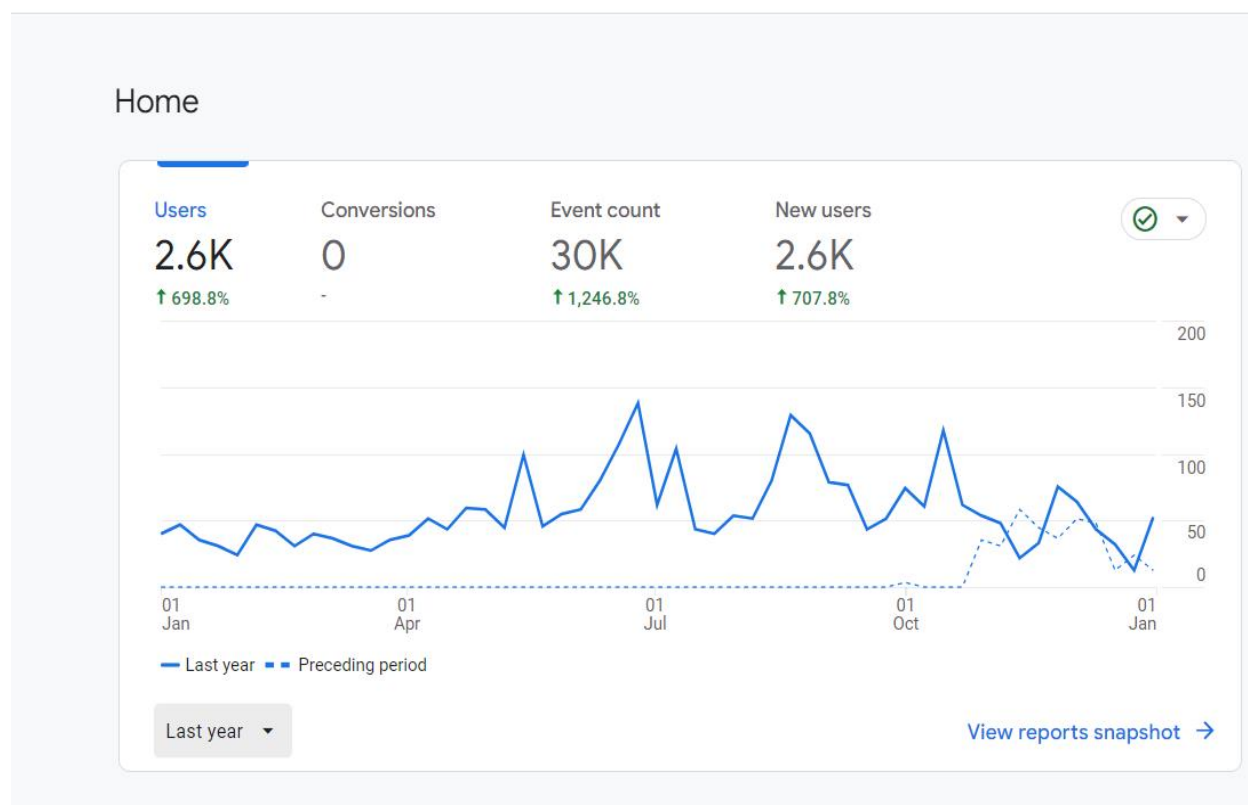 Home
Users Conversions Event count New users
2.6K 0 30K 2.6K
↑ 698.8% - ↑ 1,246.8% ↑ 707.8%
200
150
100
50
0
01 01 01 01 01
Jan Apr Jul Oct Jan
Last year Preceding period
Last year View reports snapshot →